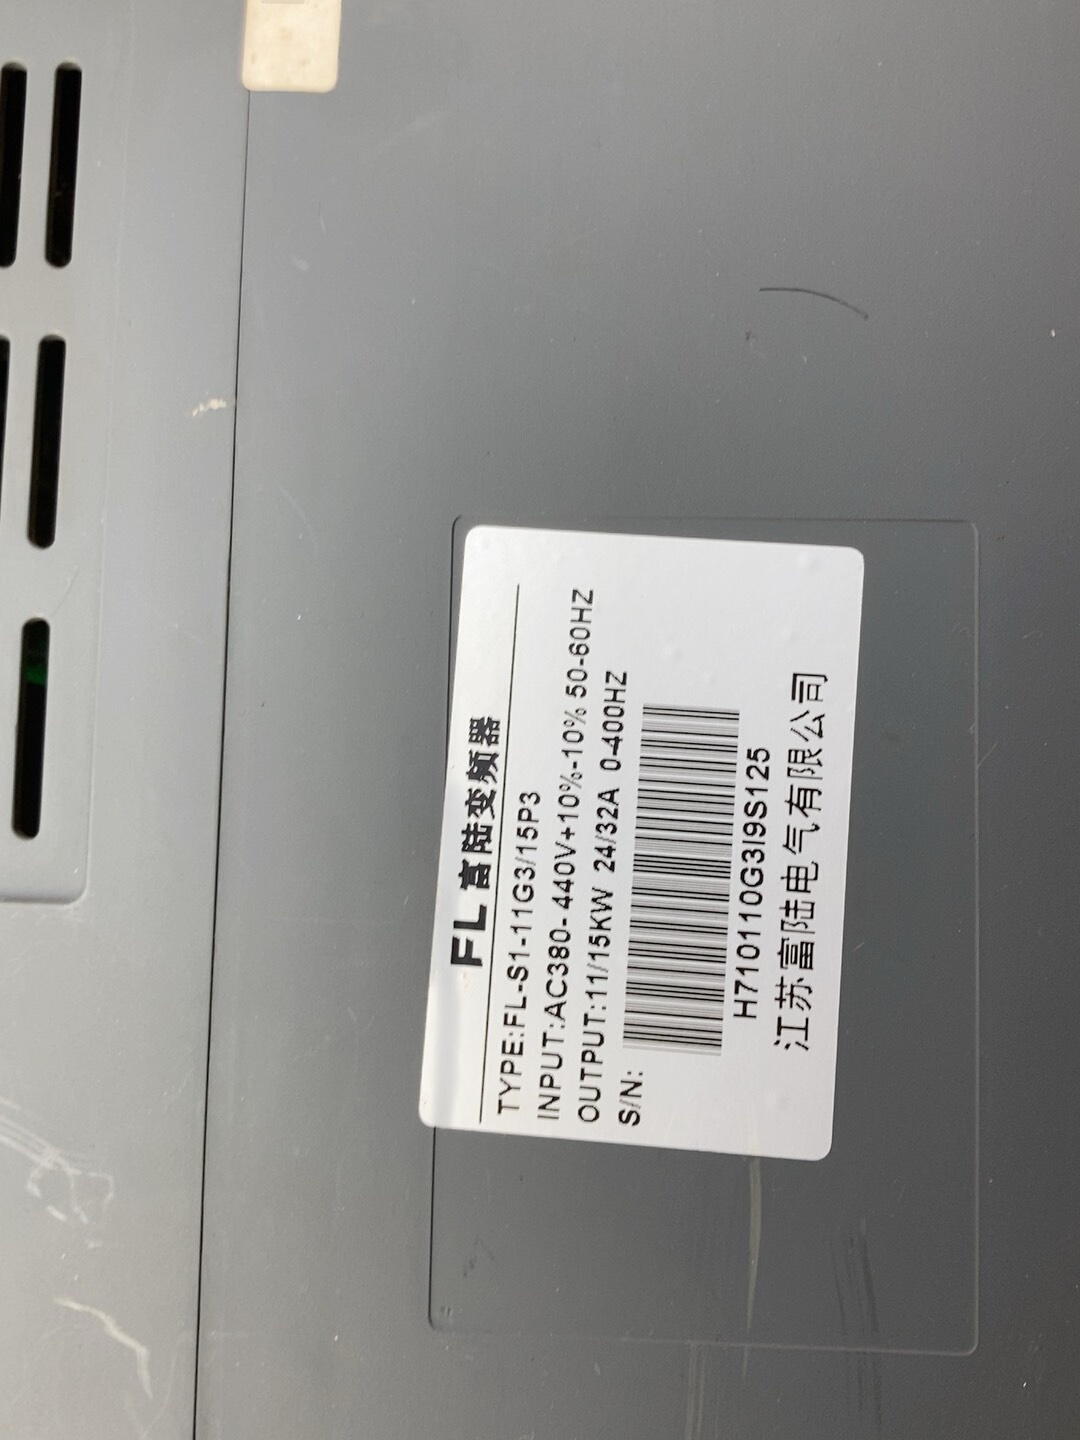 FL 富陆变频器
TYPE:FL-S1-11G3/15P3
INPUT:AC380-440V+10%-10% 50-60HZ
OUTPUT:11/15KW 24/32A 0-400HZ
S/N:
H710110G3I9S125
江苏富陆电气有限公司